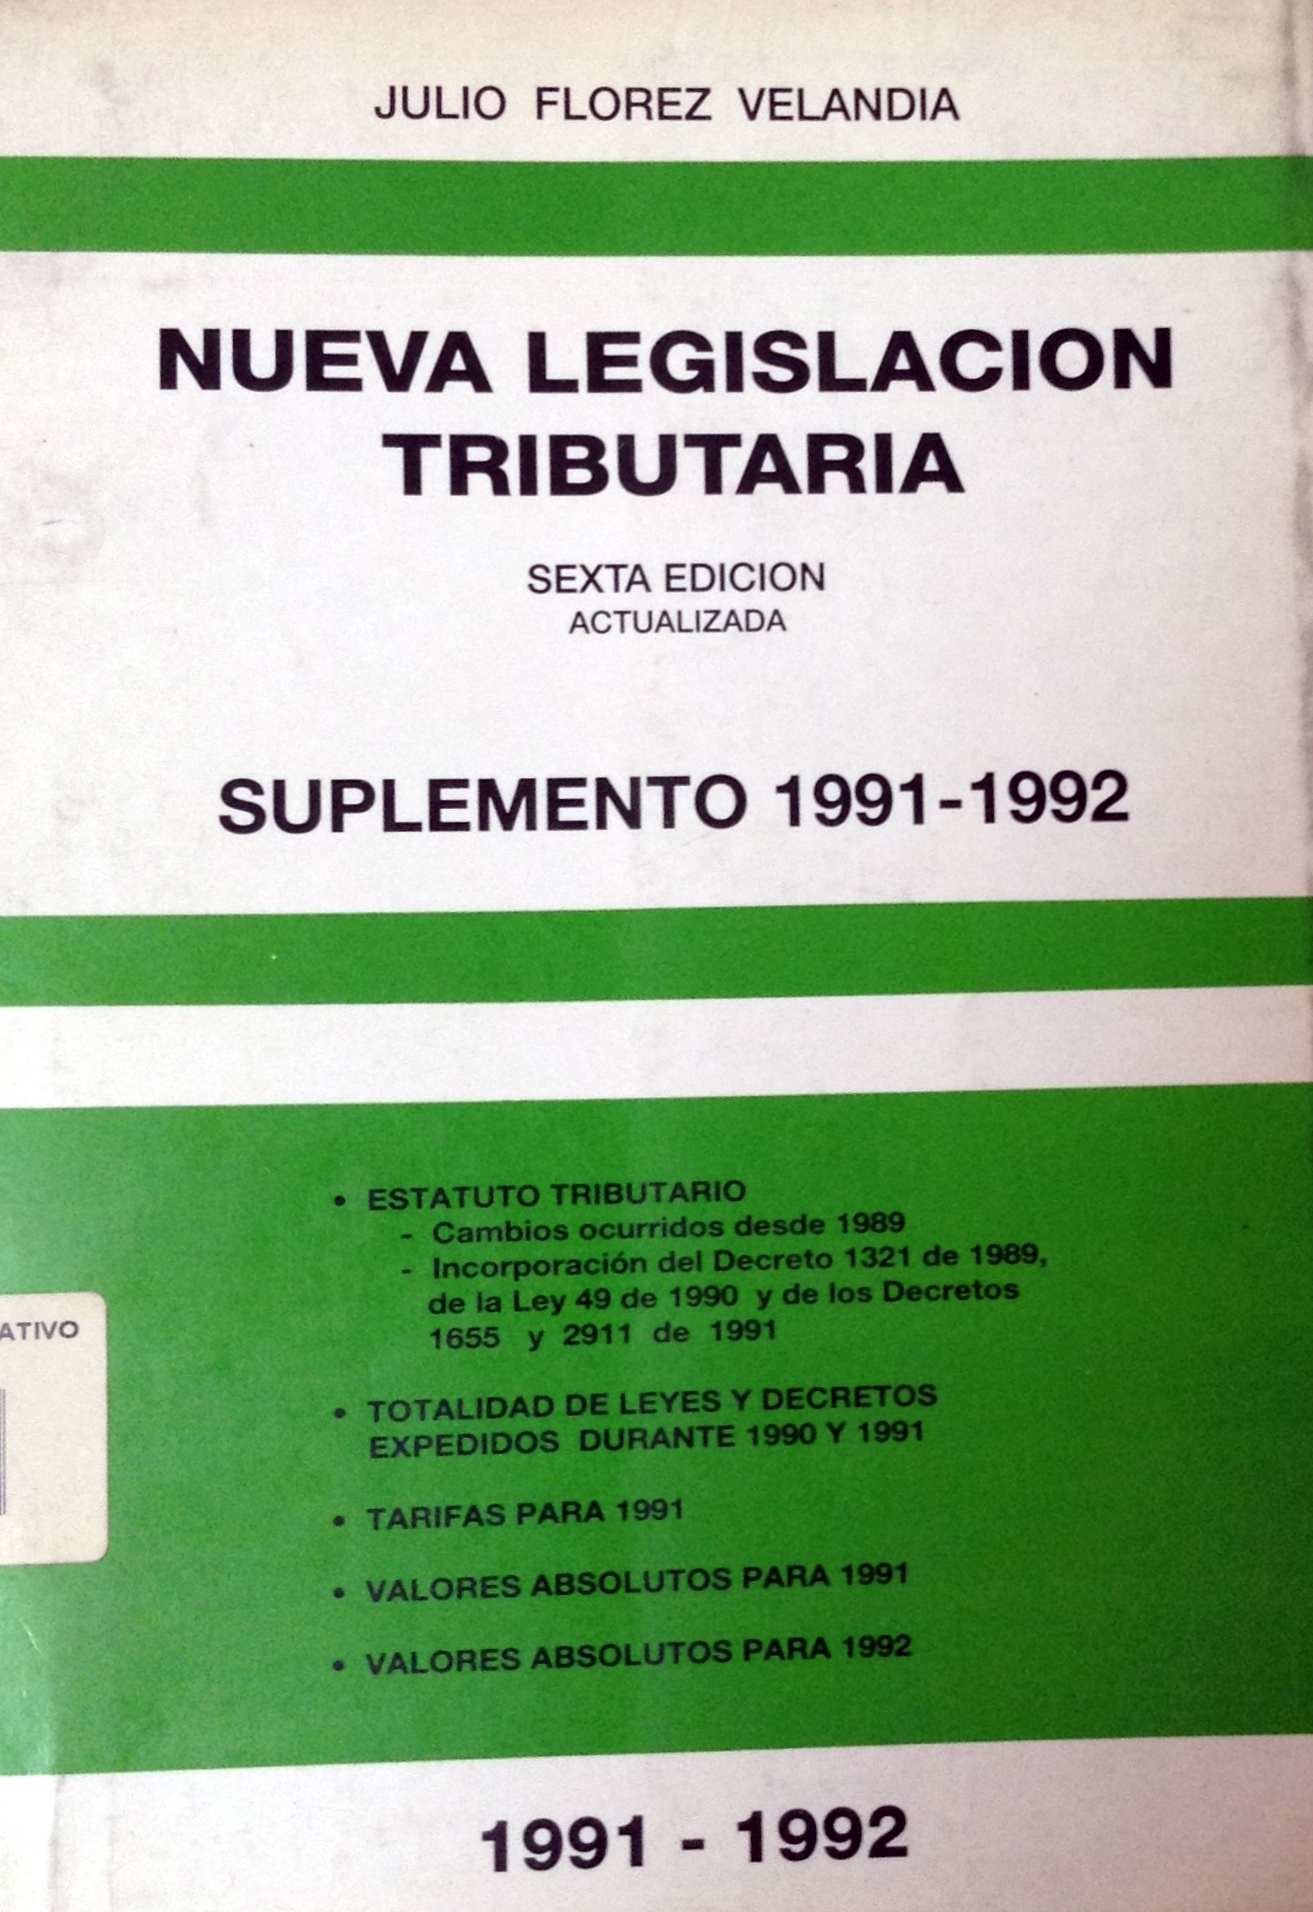 JULIO FLOREZ VELANDIA
NUEVA LEGISLACION
TRIBUTARIA
SEXTA EDICION
ACTUALIZADA
SUPLEMENTO 1991-1992
• ESTATUTO TRIBUTARIO
- Cambios ocurridos desde 1989
- Incorporación del Decreto 1321 de 1989,
de la Ley 49 de 1990 y de los Decretos
1655 y 2911 de 1991
ATIVO
• TOTALIDAD DE LEYES Y DECRETOS
EXPEDIDOS DURANTE 1990 Y 1991
• TARIFAS PARA 1991
• VALORES ABSOLUTOS PARA 1991
• VALORES ABSOLUTOS PARA 1992
1991 - 1992